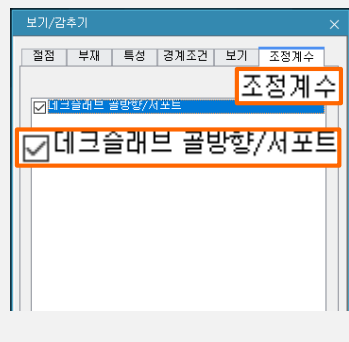 보기/감추기
절점 부재 특성 경계조건 보기 조정계수
조정계수
데크슬래브 골방향/서포트
데크슬래브 골방향/서포트